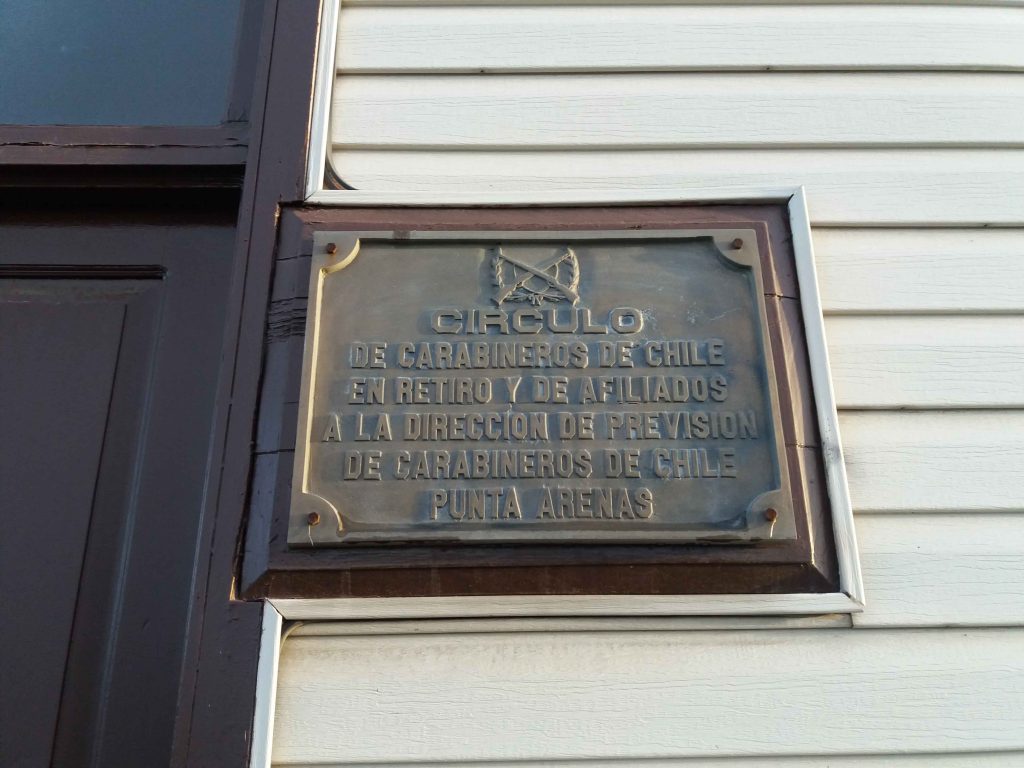 CIRCULO
DE CARABINEROS DE CHILE
EN RETIRO Y DE AFILIADOS
A LA DIRECCION DE PREVISION
DE CARABINEROS DE CHILE
PUNTA ARENAS